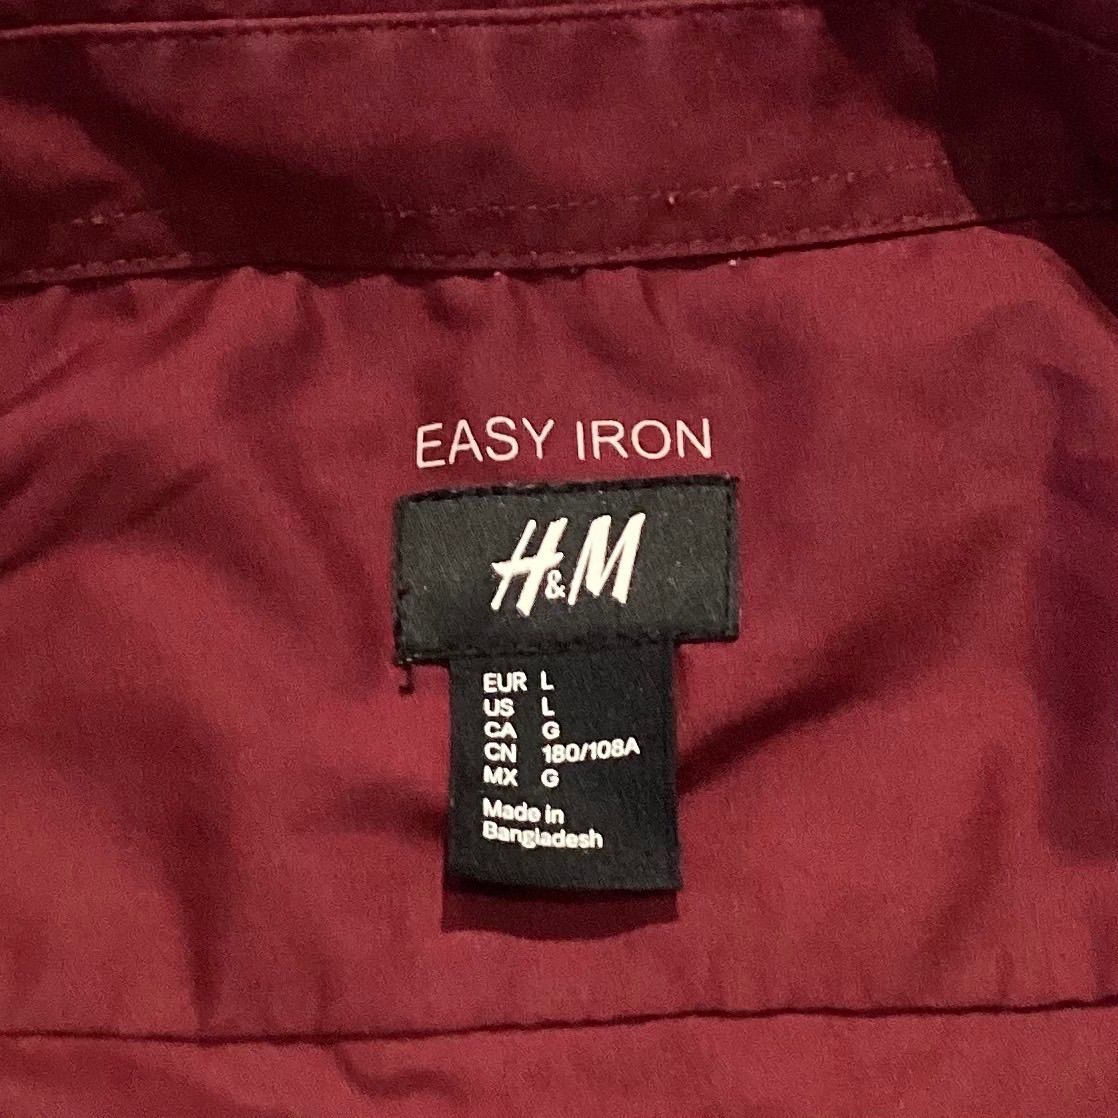 EASY IRON
H&M
EUR L
US L
CA G
CN 180/108A
MX G
Made in
Bangladesh